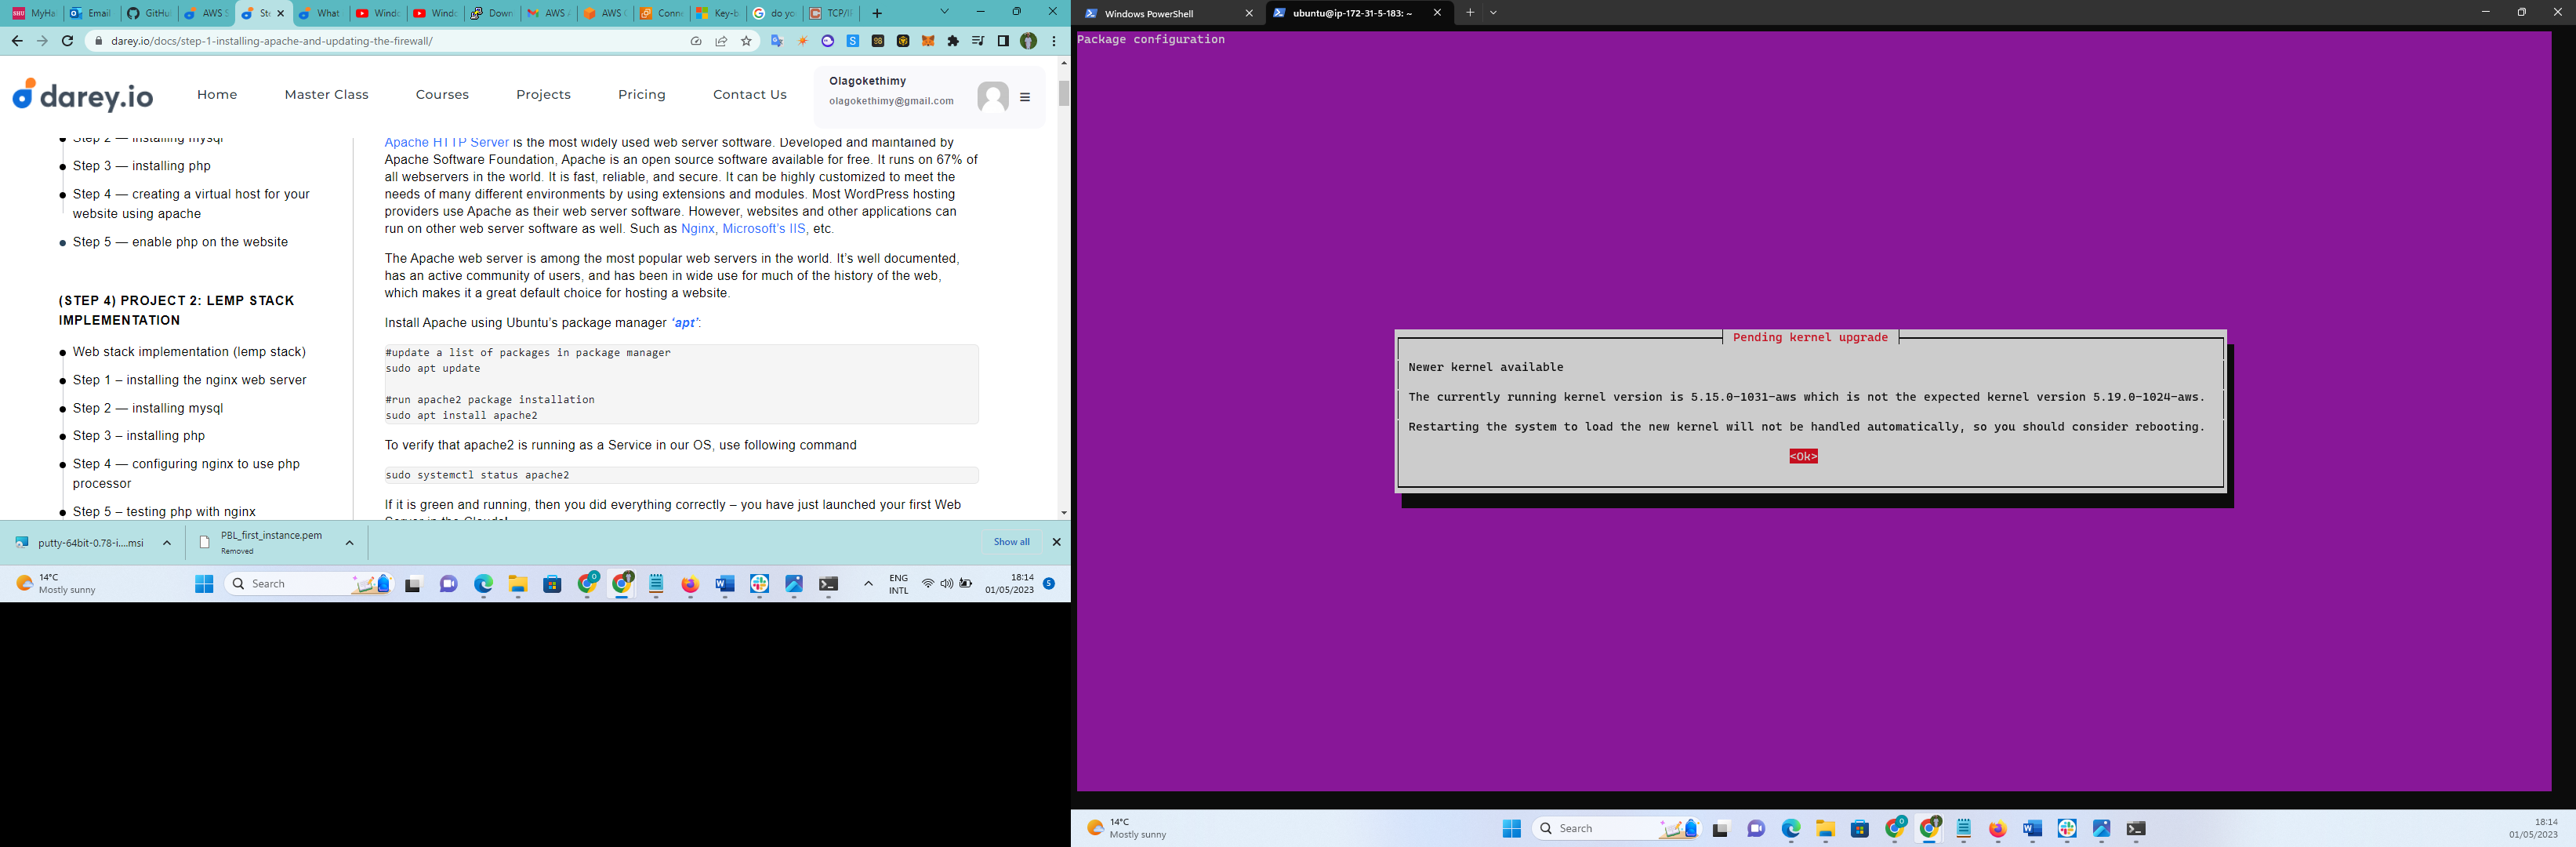 MyHa
Email
GitHu
AWS S
Ste
What
Windo
Windo
Down
AWS A
AWS C
Conne
Key-b
do yo
TCP/IP
darey.io/docs/step-1-installing-apache-and-updating-the-firewall/
darey.io
Home
Master Class
Courses
Projects
Pricing
Contact Us
Olagokethimy
olagokethimy@gmail.com
Step 2 — installing mysql
Step 3 — installing php
Step 4 — creating a virtual host for your
website using apache
Step 5 — enable php on the website
(STEP 4) PROJECT 2: LEMP STACK
IMPLEMENTATION
Web stack implementation (lemp stack)
Step 1 – installing the nginx web server
Step 2 — installing mysql
Step 3 – installing php
Step 4 — configuring nginx to use php
processor
Step 5 – testing php with nginx
Apache HTTP Server is the most widely used web server software. Developed and maintained by
Apache Software Foundation, Apache is an open source software available for free. It runs on 67% of
all webservers in the world. It is fast, reliable, and secure. It can be highly customized to meet the
needs of many different environments by using extensions and modules. Most WordPress hosting
providers use Apache as their web server software. However, websites and other applications can
run on other web server software as well. Such as Nginx, Microsoft's IIS, etc.
The Apache web server is among the most popular web servers in the world. It's well documented,
has an active community of users, and has been in wide use for much of the history of the web,
which makes it a great default choice for hosting a website.
Install Apache using Ubuntu's package manager 'apt':
#update a list of packages in package manager
sudo apt update
#run apache2 package installation
sudo apt install apache2
To verify that apache2 is running as a Service in our OS, use following command
sudo systemctl status apache2
If it is green and running, then you did everything correctly – you have just launched your first Web
Server in the Clouds!
putty-64bit-0.78-i....msi
PBL_first_instance.pem
Removed
Show all
14°C
Mostly sunny
Search
ENG
INTL
18:14
01/05/2023
5
Windows PowerShell
ubuntu@ip-172-31-5-183: ~
Package configuration
Pending kernel upgrade
Newer kernel available
The currently running kernel version is 5.15.0-1031-aws which is not the expected kernel version 5.19.0-1024-aws.
Restarting the system to load the new kernel will not be handled automatically, so you should consider rebooting.
<Ok>
14°C
Mostly sunny
Search
18:14
01/05/2023